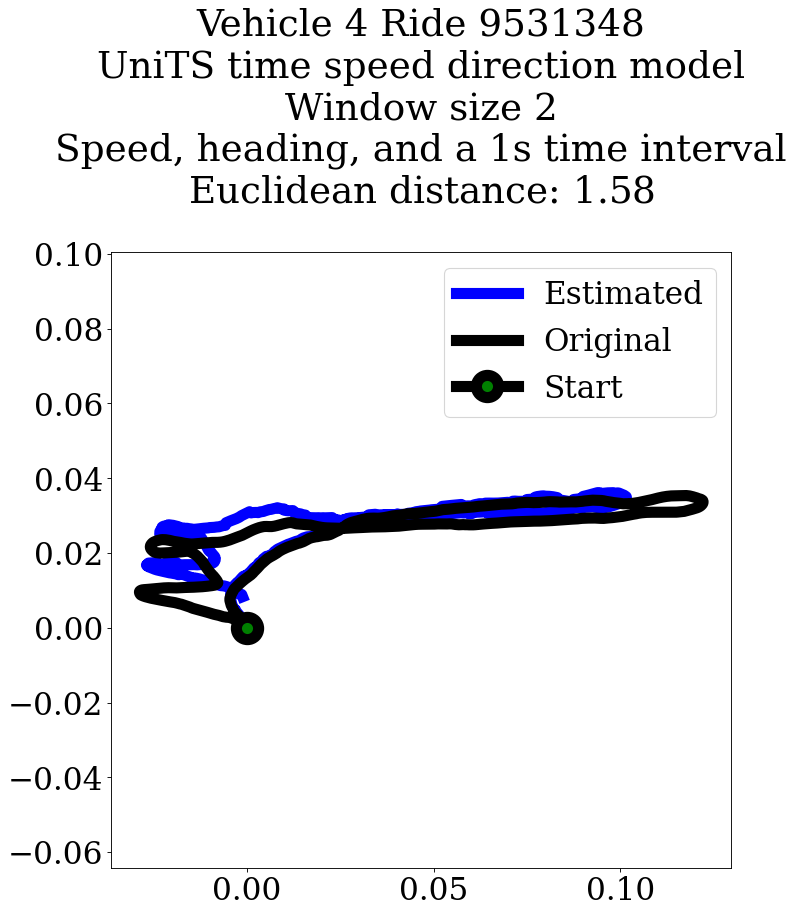 Vehicle 4 Ride 9531348
UniTS time speed direction model
Window size 2
Speed, heading, and a 1s time interval
Euclidean distance: 1.58
Estimated
Original
Start
0.10
0.08
0.06
0.04
0.02
0.00
−0.02
−0.04
−0.06
0.00 0.05 0.10